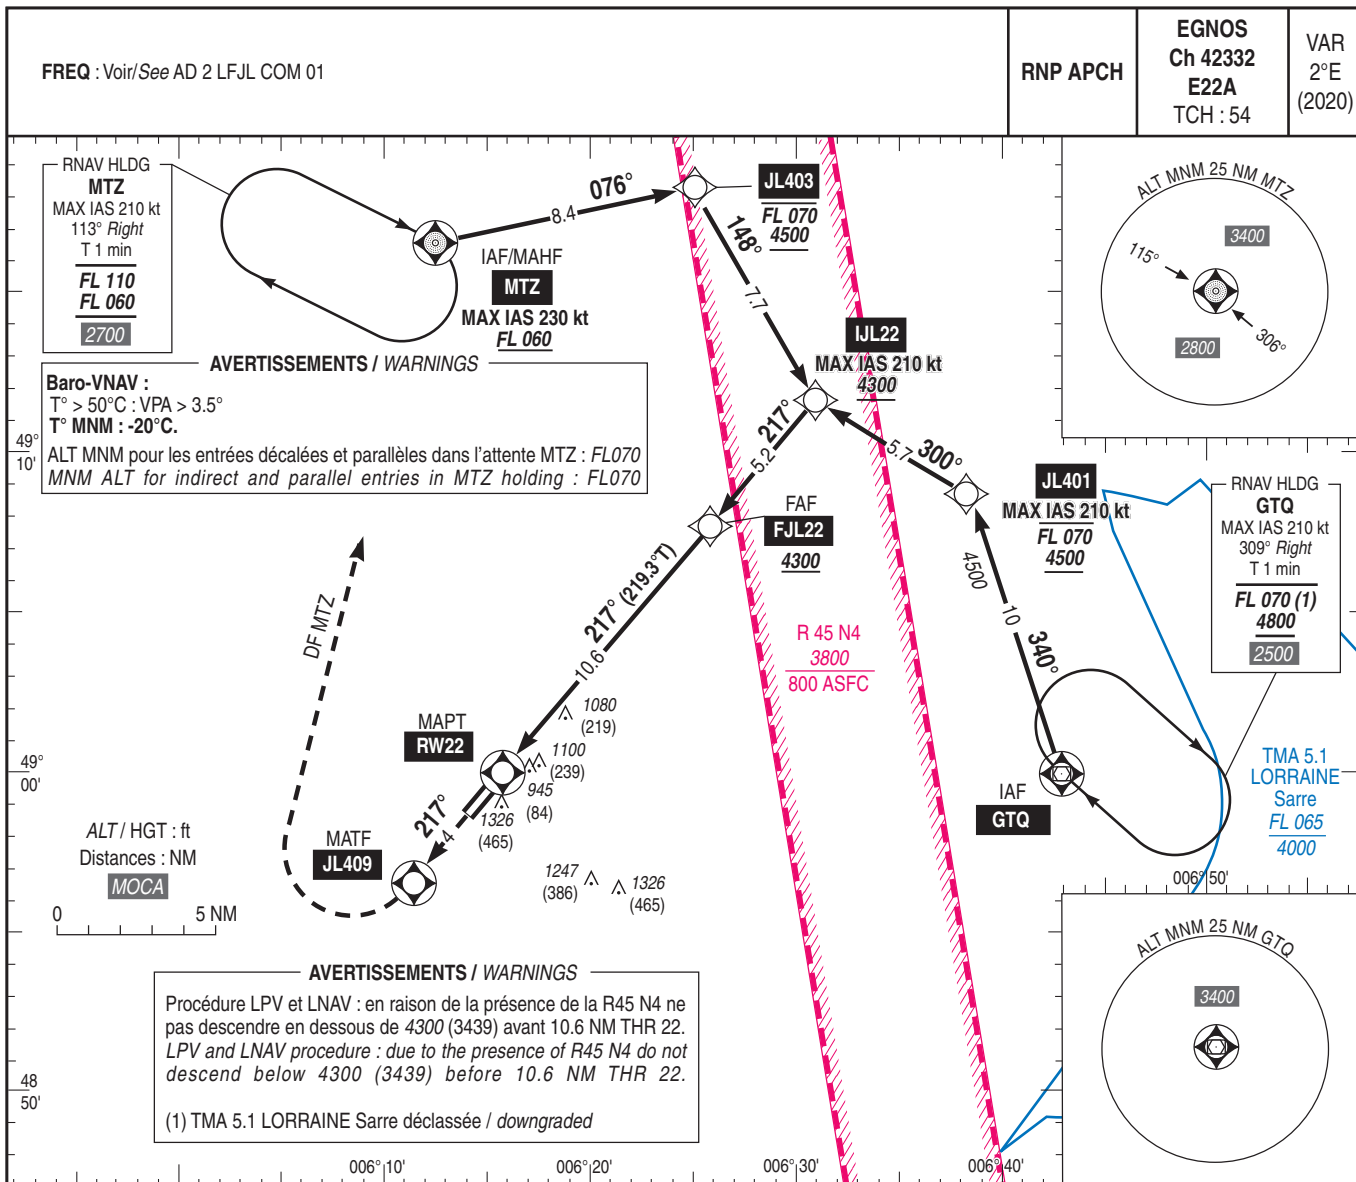 FREQ : Voir/See AD 2 LFJL COM 01
RNP APCH
EGNOS
Ch 42332
E22A
TCH : 54
VAR
2°E
(2020)
RNAV HLDG
MTZ
MAX IAS 210 kt
113° Right
T 1 min
FL 110
FL 060
2700
076°
8.4
IAF/MAHF
MTZ
MAX IAS 230 kt
FL 060
JL403
FL 070
4500
148°
7.7
IJL22
MAX IAS 210 kt
4300
ALT MNM 25 NM MTZ
3400
115°
306°
2800
AVERTISSEMENTS / WARNINGS
Baro-VNAV :
T° > 50°C : VPA > 3.5°
T° MNM : -20°C.
ALT MNM pour les entrées décalées et parallèles dans l'attente MTZ : FL070
MNM ALT for indirect and parallel entries in MTZ holding : FL070
49°
10'
217°
5.2
300°
5.7
JL401
MAX IAS 210 kt
FL 070
4500
FAF
FJL22
4300
RNAV HLDG
GTQ
MAX IAS 210 kt
309° Right
T 1 min
FL 070 (1)
4800
2500
4500
10
340°
217° (219.3°T)
10.6
DF MTZ
R 45 N4
3800
800 ASFC
1080
(219)
1100
(239)
945
(84)
1326
(465)
MAPT
RW22
49°
00'
217°
4
MATF
JL409
IAF
GTQ
TMA 5.1
LORRAINE
Sarre
FL 065
4000
ALT / HGT : ft
Distances : NM
MOCA
0 5 NM
1247
(386)
1326
(465)
006°50'
ALT MNM 25 NM GTQ
3400
AVERTISSEMENTS / WARNINGS
Procédure LPV et LNAV : en raison de la présence de la R45 N4 ne
pas descendre en dessous de 4300 (3439) avant 10.6 NM THR 22.
LPV and LNAV procedure : due to the presence of R45 N4 do not
descend below 4300 (3439) before 10.6 NM THR 22.
(1) TMA 5.1 LORRAINE Sarre déclassée / downgraded
48
50'
006°10'
006°20'
006°30'
006°40'